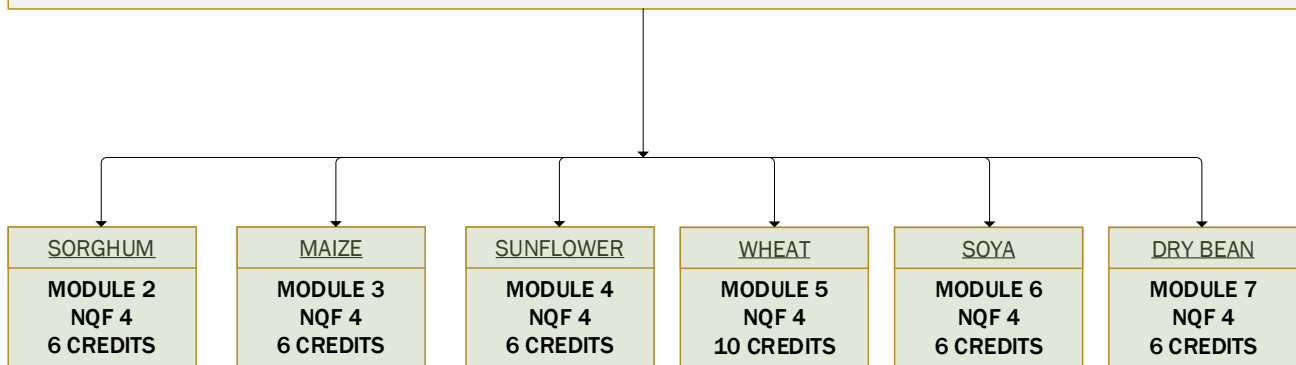 SORGHUM
MODULE 2
NQF 4
6 CREDITS
MAIZE
MODULE 3
NQF 4
6 CREDITS
SUNFLOWER
MODULE 4
NQF 4
6 CREDITS
WHEAT
MODULE 5
NQF 4
10 CREDITS
SOYA
MODULE 6
NQF 4
6 CREDITS
DRY BEAN
MODULE 7
NQF 4
6 CREDITS